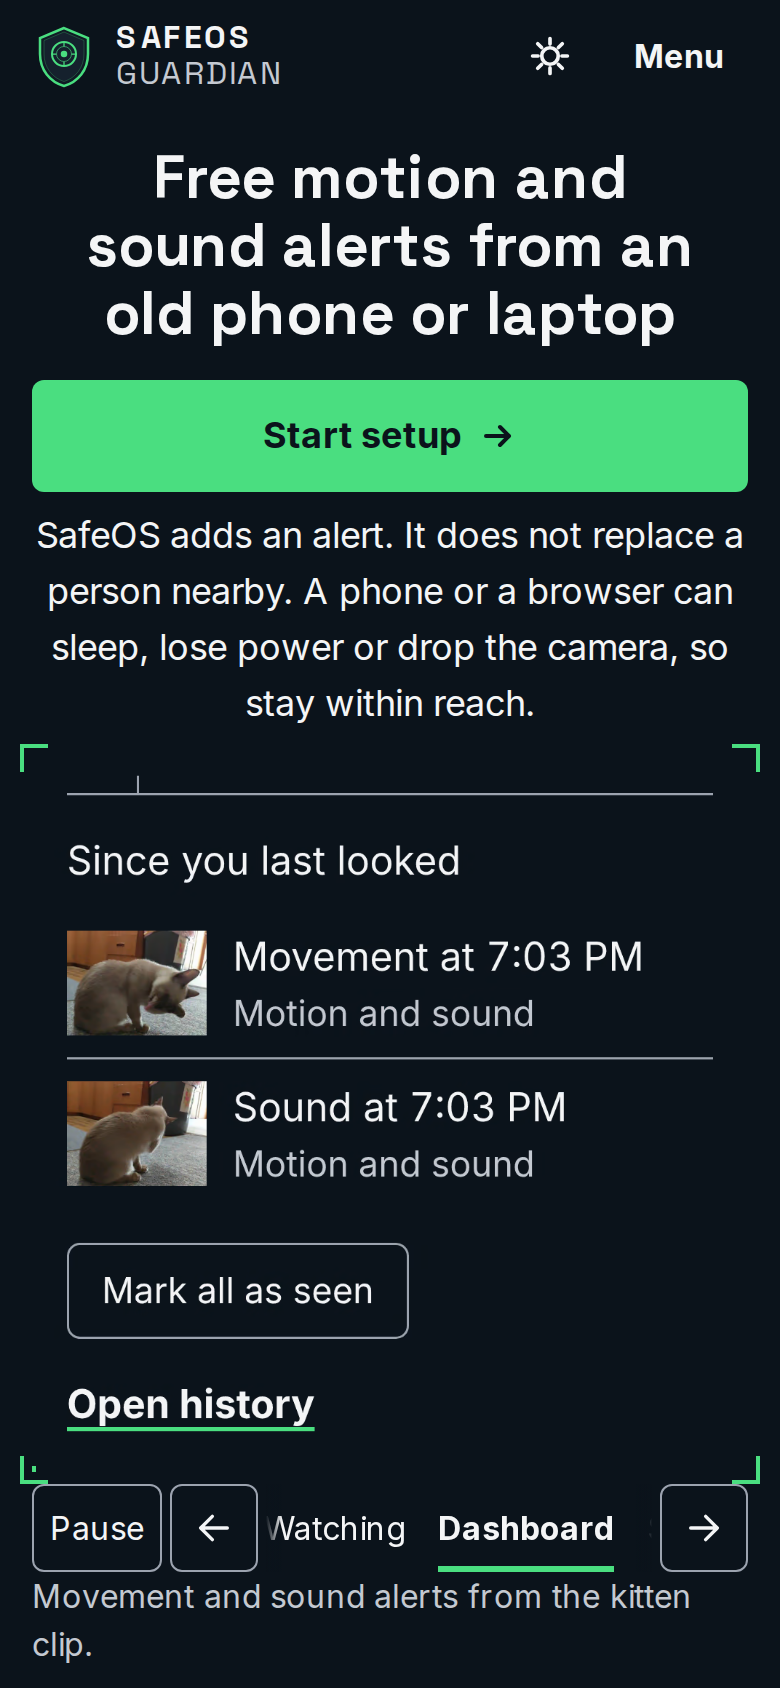 SAFEOS
GUARDIAN
Menu
Free motion and
sound alerts from an
old phone or laptop
Start setup →
SafeOS adds an alert. It does not replace a
person nearby. A phone or a browser can
sleep, lose power or drop the camera, so
stay within reach.
Since you last looked
Movement at 7:03 PM
Motion and sound
Sound at 7:03 PM
Motion and sound
Mark all as seen
Open history
Pause ← Watching Dashboard →
Movement and sound alerts from the kitten
clip.